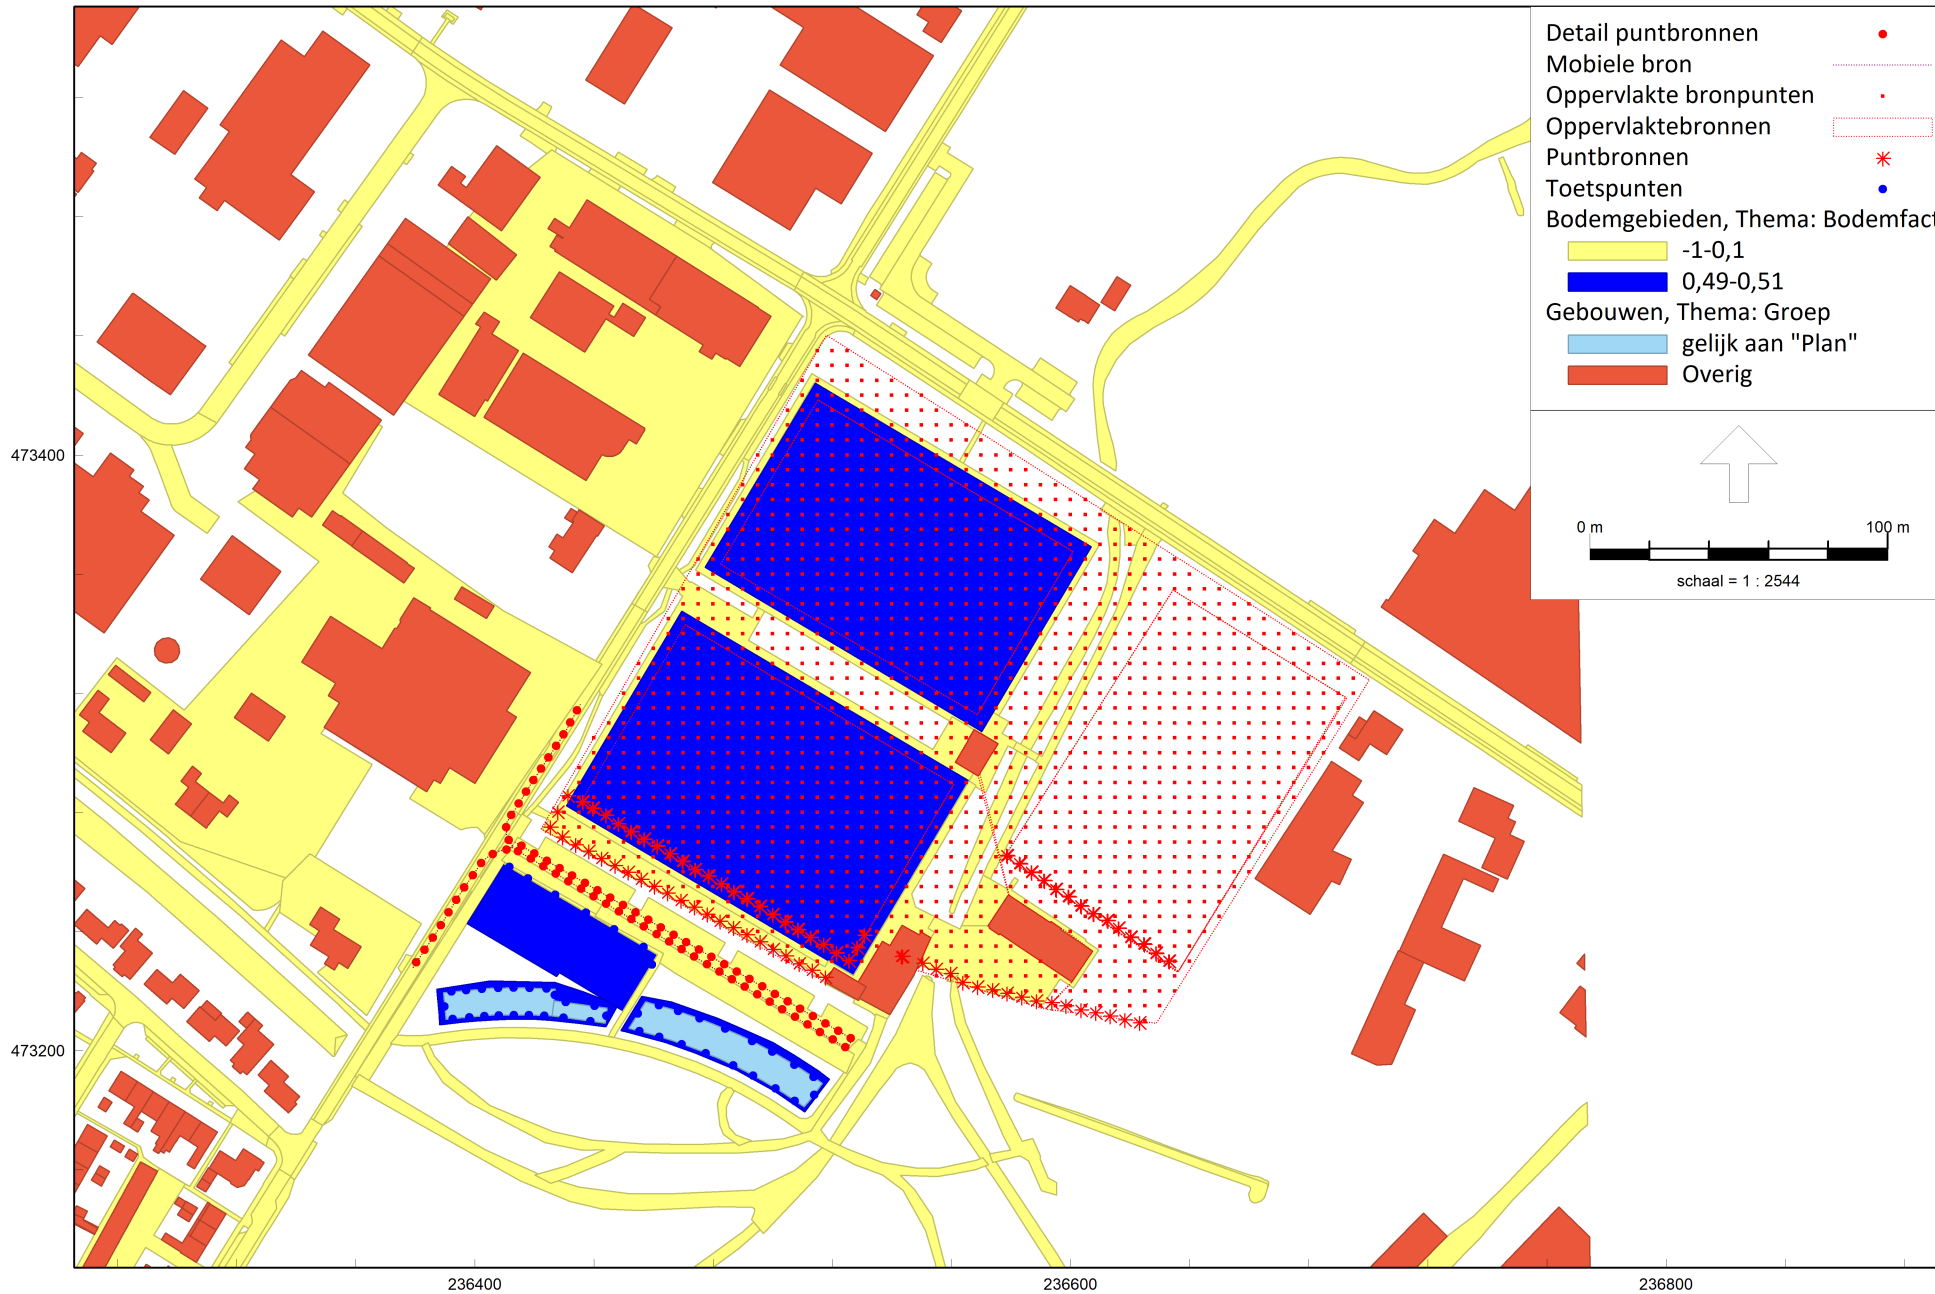 Detail puntbronnen
Mobiele bron
Oppervlakte bronpunten
Oppervlaktebronnen
Puntbronnen
Toetspunten
Bodemgebieden, Thema: Bodemfact
-1-0,1
0,49-0,51
Gebouwen, Thema: Groep
gelijk aan "Plan"
Overig
0 m 100 m
schaal = 1 : 2544
473400
473200
236400 236600 236800